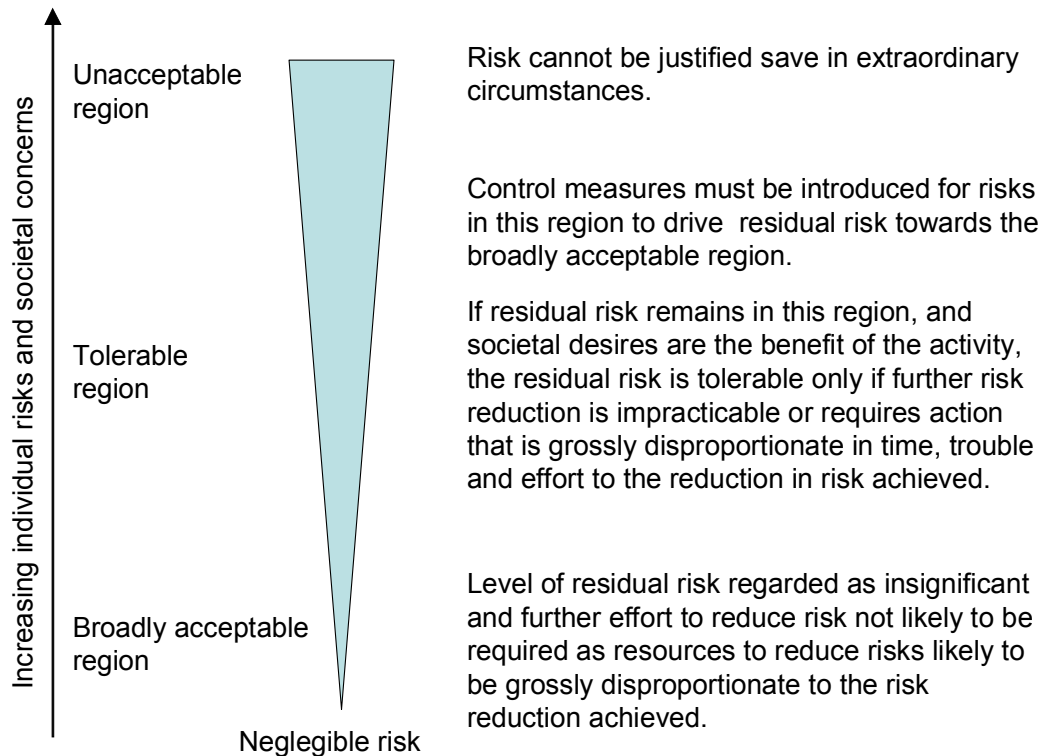 Increasing individual risks and societal concerns
Unacceptable
region
Risk cannot be justified save in extraordinary
circumstances.
Control measures must be introduced for risks
in this region to drive  residual risk towards the
broadly acceptable region.
Tolerable
region
If residual risk remains in this region, and
societal desires are the benefit of the activity,
the residual risk is tolerable only if further risk
reduction is impracticable or requires action
that is grossly disproportionate in time, trouble
and effort to the reduction in risk achieved.
Broadly acceptable
region
Level of residual risk regarded as insignificant
and further effort to reduce risk not likely to be
required as resources to reduce risks likely to
be grossly disproportionate to the risk
reduction achieved.
Neglegible risk